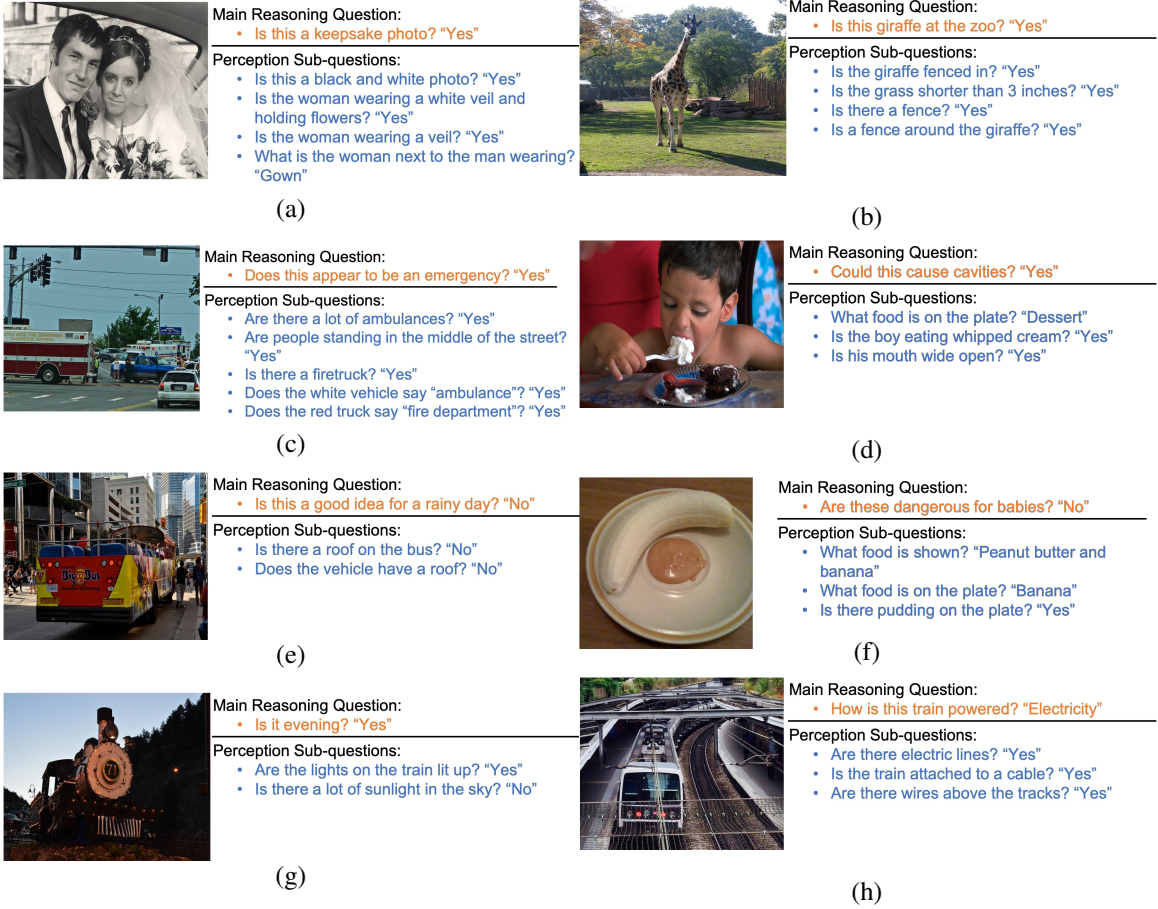 Main Reasoning Question:
• Is this a keepsake photo? “Yes”
Perception Sub-questions:
• Is this a black and white photo? “Yes”
• Is the woman wearing a white veil and
holding flowers? “Yes”
• Is the woman wearing a veil? “Yes”
• What is the woman next to the man wearing?
“Gown”
(a)
Main Reasoning Question:
• Is this giraffe at the zoo? “Yes”
Perception Sub-questions:
• Is the giraffe fenced in? “Yes”
• Is the grass shorter than 3 inches? “Yes”
• Is there a fence? “Yes”
• Is a fence around the giraffe? “Yes”
(b)
Main Reasoning Question:
• Does this appear to be an emergency? “Yes”
Perception Sub-questions:
• Are there a lot of ambulances? “Yes”
• Are people standing in the middle of the street?
“Yes”
• Is there a firetruck? “Yes”
• Does the white vehicle say “ambulance”? “Yes”
• Does the red truck say “fire department”? “Yes”
(c)
Main Reasoning Question:
• Could this cause cavities? “Yes”
Perception Sub-questions:
• What food is on the plate? “Dessert”
• Is the boy eating whipped cream? “Yes”
• Is his mouth wide open? “Yes”
(d)
Big Bus
Main Reasoning Question:
• Is this a good idea for a rainy day? “No”
Perception Sub-questions:
• Is there a roof on the bus? “No”
• Does the vehicle have a roof? “No”
(e)
Main Reasoning Question:
• Are these dangerous for babies? “No”
Perception Sub-questions:
• What food is shown? “Peanut butter and
banana”
• What food is on the plate? “Banana”
• Is there pudding on the plate? “Yes”
(f)
71
Main Reasoning Question:
• Is it evening? “Yes”
Perception Sub-questions:
• Are the lights on the train lit up? “Yes”
• Is there a lot of sunlight in the sky? “No”
(g)
Main Reasoning Question:
• How is this train powered? “Electricity”
Perception Sub-questions:
• Are there electric lines? “Yes”
• Is the train attached to a cable? “Yes”
• Are there wires above the tracks? “Yes”
(h)